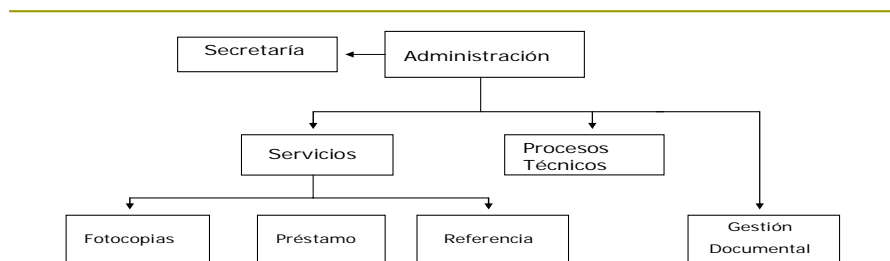 Secretaría
Administración
Servicios
Procesos
Técnicos
Fotocopias
Préstamo
Referencia
Gestión
Documental